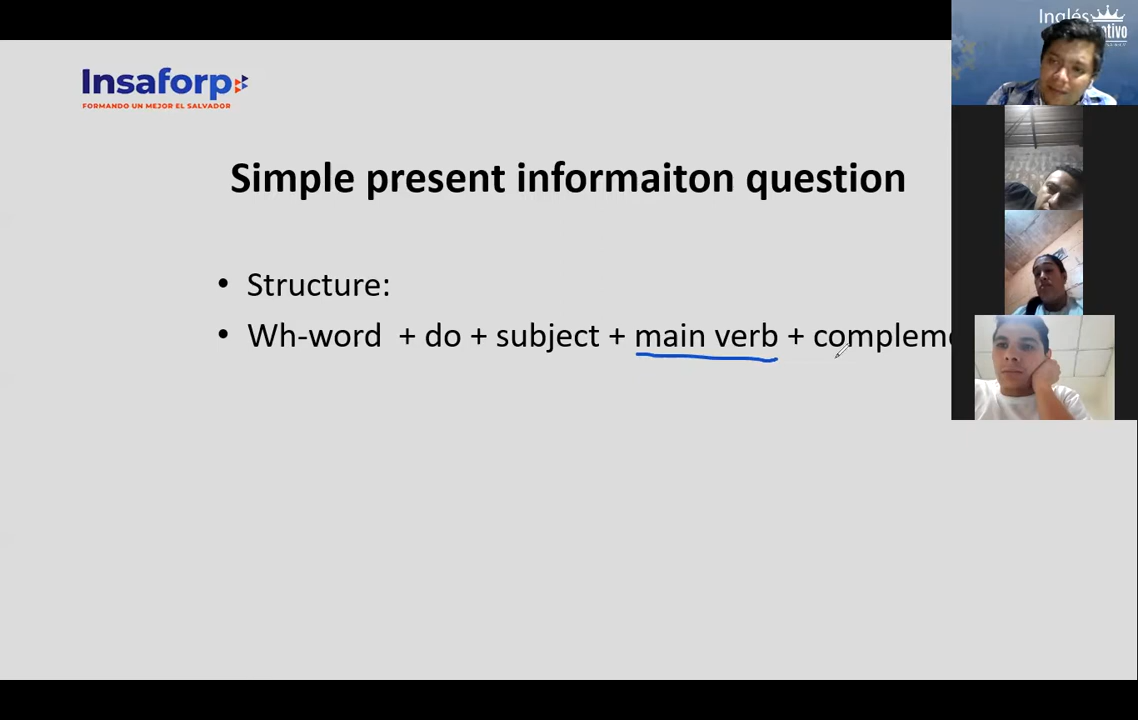 Inglés
Insaforp
FORMANDO UN MEJOR EL SALVADOR
Simple present informaiton question
• Structure:
• Wh-word + do + subject + main verb + compleme